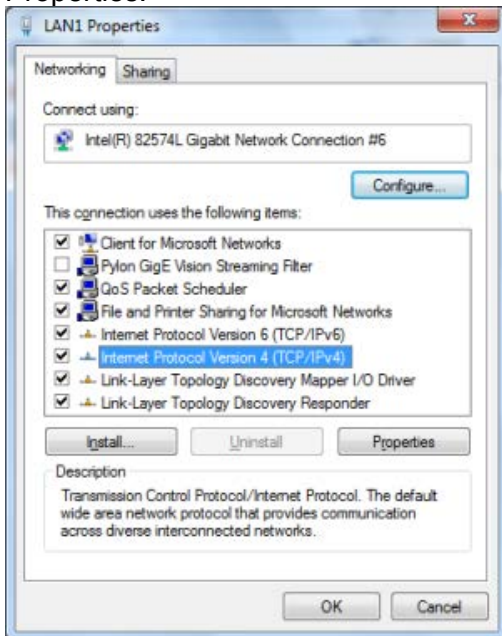 Properties.
LAN1 Properties
Networking Sharing
Connect using:
Intel(R) 82574L Gigabit Network Connection #6
Configure...
This connection uses the following items:
Client for Microsoft Networks
Pylon GigE Vision Streaming Filter
QoS Packet Scheduler
File and Printer Sharing for Microsoft Networks
Internet Protocol Version 6 (TCP/IPv6)
Internet Protocol Version 4 (TCP/IPv4)
Link-Layer Topology Discovery Mapper I/O Driver
Link-Layer Topology Discovery Responder
Install... Uninstall Properties
Description
Transmission Control Protocol/Internet Protocol. The default
wide area network protocol that provides communication
across diverse interconnected networks.
OK Cancel